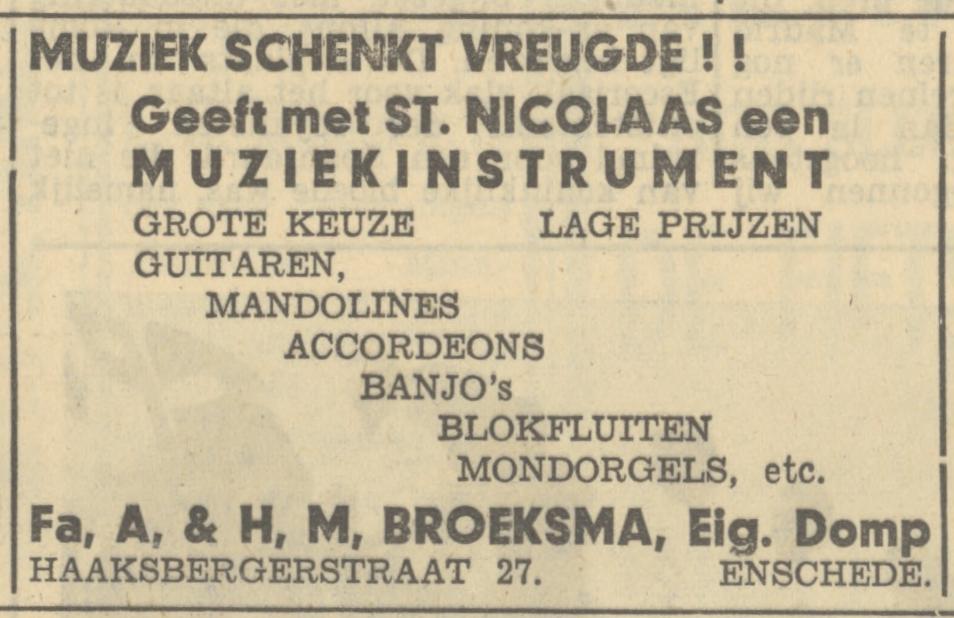 MUZIEK SCHENKT VREUGDE!!
Geeft met ST. NICOLAAS een
MUZIEKINSTRUMENT
GROTE KEUZE LAGE PRIJZEN
GUITAREN,
MANDOLINES
ACCORDEONS
BANJO's
BLOKFLUITEN
MONDORGELS, etc.
Fa, A, & H, M, BROEKSMA, Eig. Domp
HAAKSBERGERSTRAAT 27. ENSCHEDE.